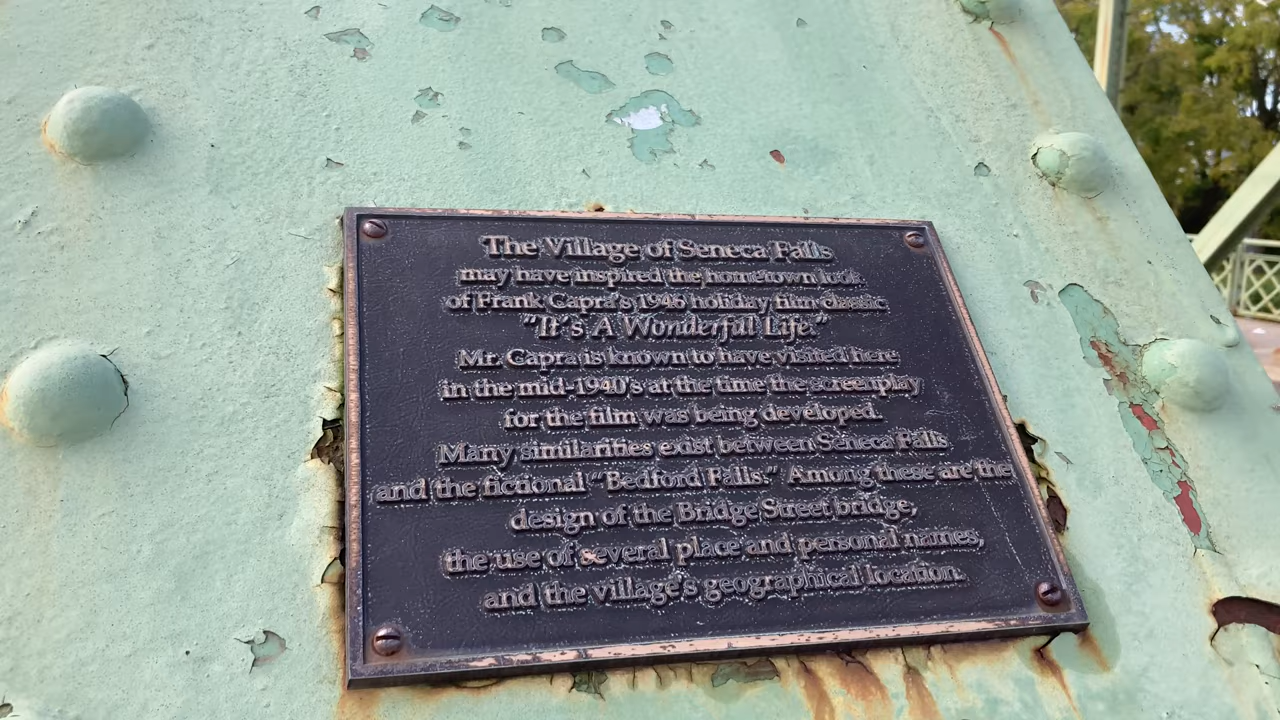 The Village of Seneca Falls
may have inspired the hometown look
of Frank Capra's 1946 holiday film classic
"It's A Wonderful Life."
Mr. Capra is known to have visited here
in the mid-1940's at the time the screenplay
for the film was being developed.
Many similarities exist between Seneca Falls
and the fictional "Bedford Falls." Among these are the
design of the Bridge Street bridge,
the use of several place and personal names,
and the village's geographical location.